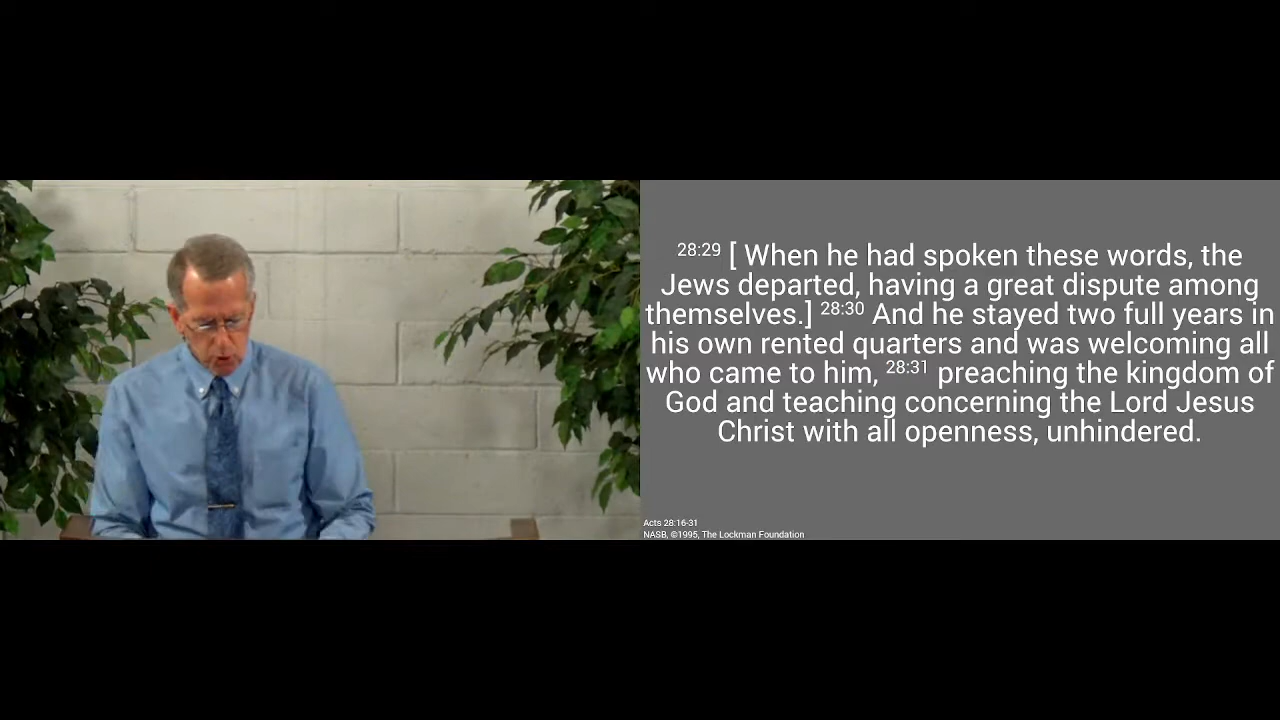 28:29 [ When he had spoken these words, the
Jews departed, having a great dispute among
themselves.] 28:30 And he stayed two full years in
his own rented quarters and was welcoming all
who came to him, 28:31 preaching the kingdom of
God and teaching concerning the Lord Jesus
Christ with all openness, unhindered.
Acts 28:16-31
NASB, ©1995, The Lockman Foundation